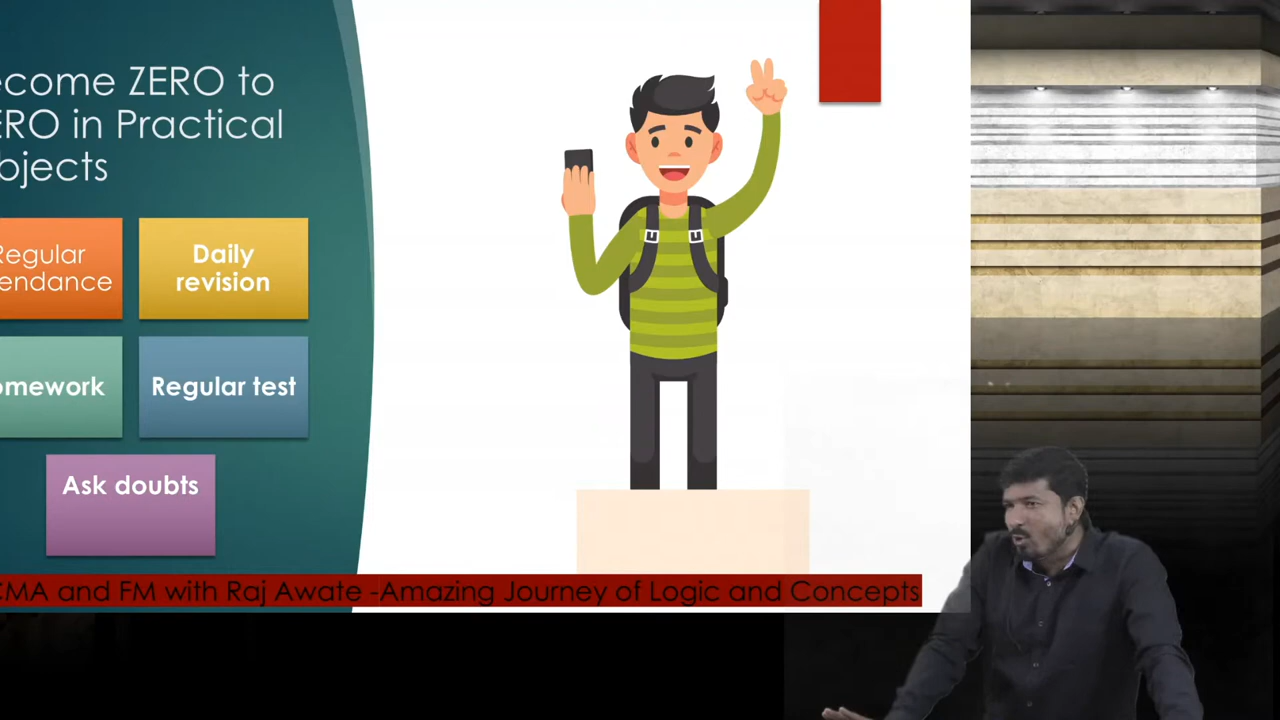 ecome ZERO to
ERO in Practical
bjects
Regular
endance
Daily
revision
omework
Regular test
Ask doubts
CMA and FM with Raj Awate -Amazing Journey of Logic and Concepts